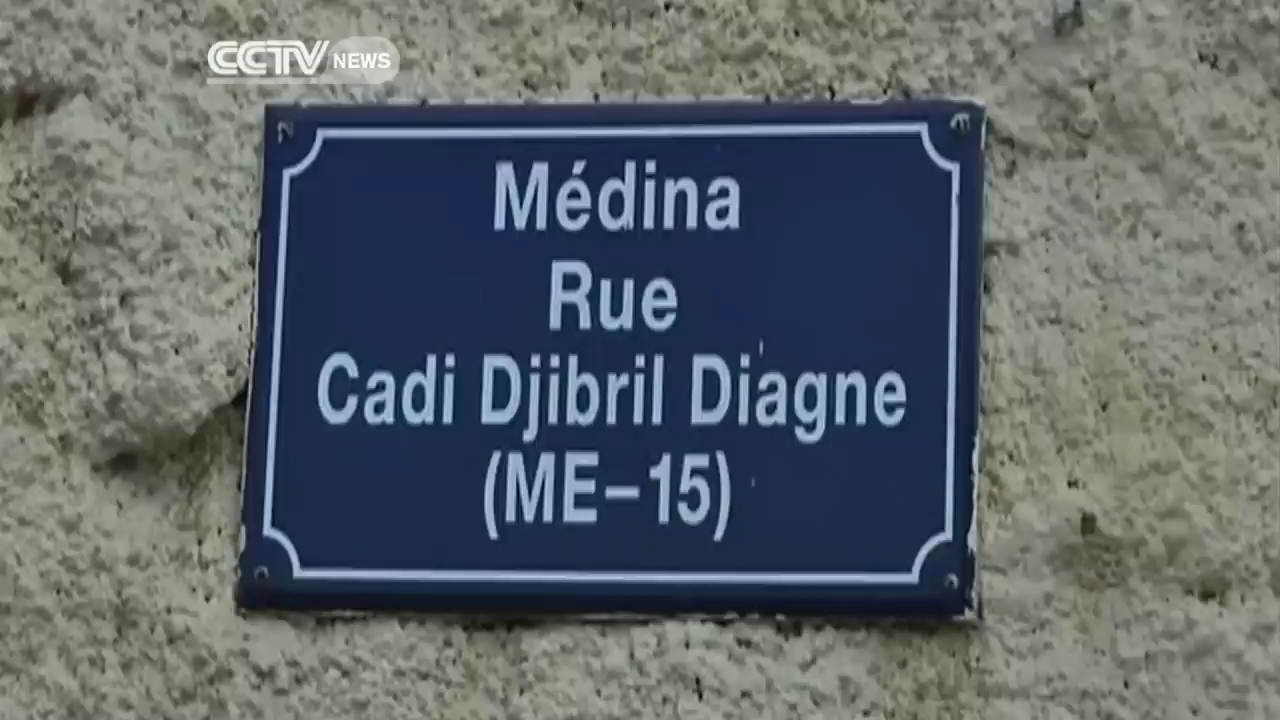 CCTV NEWS
Médina
Rue
Cadi Djibril Diagne
(ME-15)